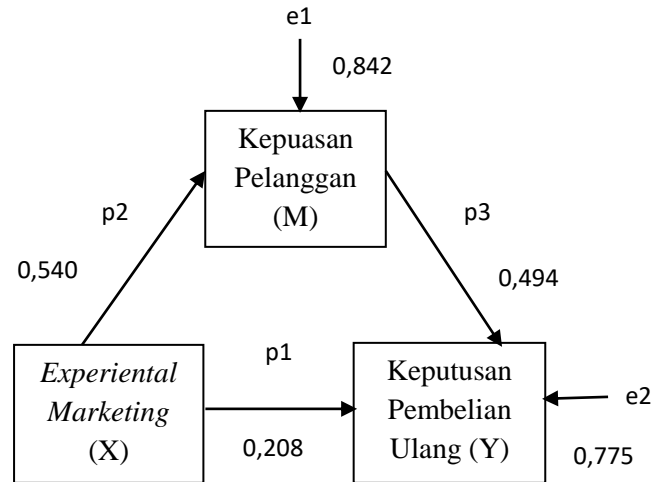 e1
0,842
Kepuasan
Pelanggan
(M)
p2
p3
0,540
0,494
Experiental
Marketing
(X)
p1
0,208
Keputusan
Pembelian
Ulang (Y)
e2
0,775